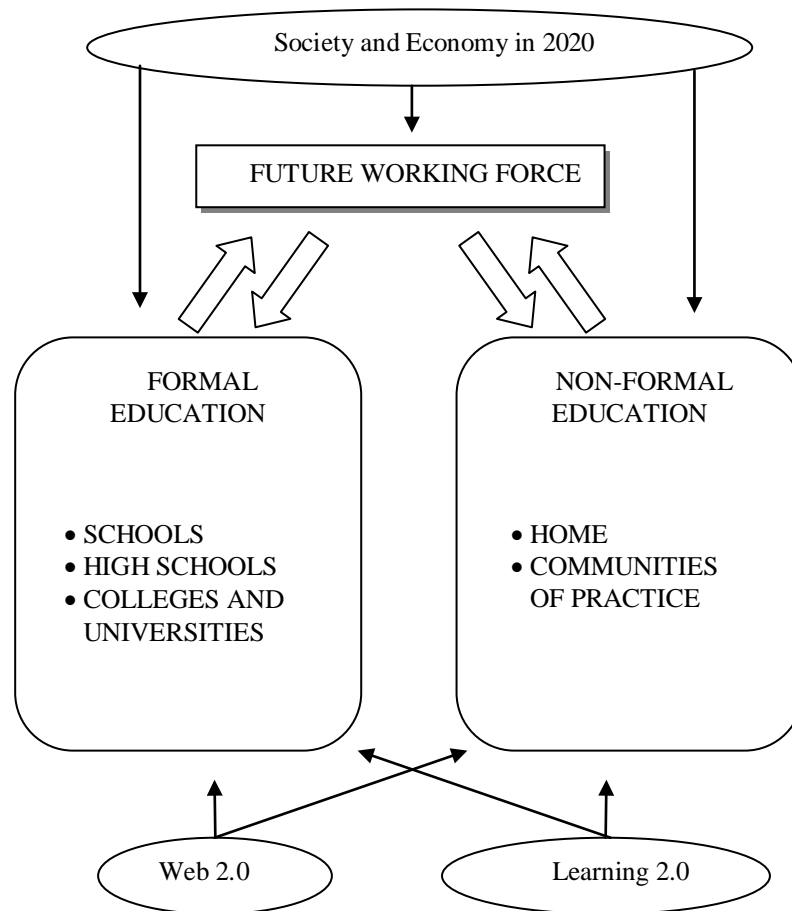 Society and Economy in 2020
FUTURE WORKING FORCE
FORMAL
EDUCATION
• SCHOOLS
• HIGH SCHOOLS
• COLLEGES AND
UNIVERSITIES
NON-FORMAL
EDUCATION
• HOME
• COMMUNITIES
OF PRACTICE
Web 2.0
Learning 2.0